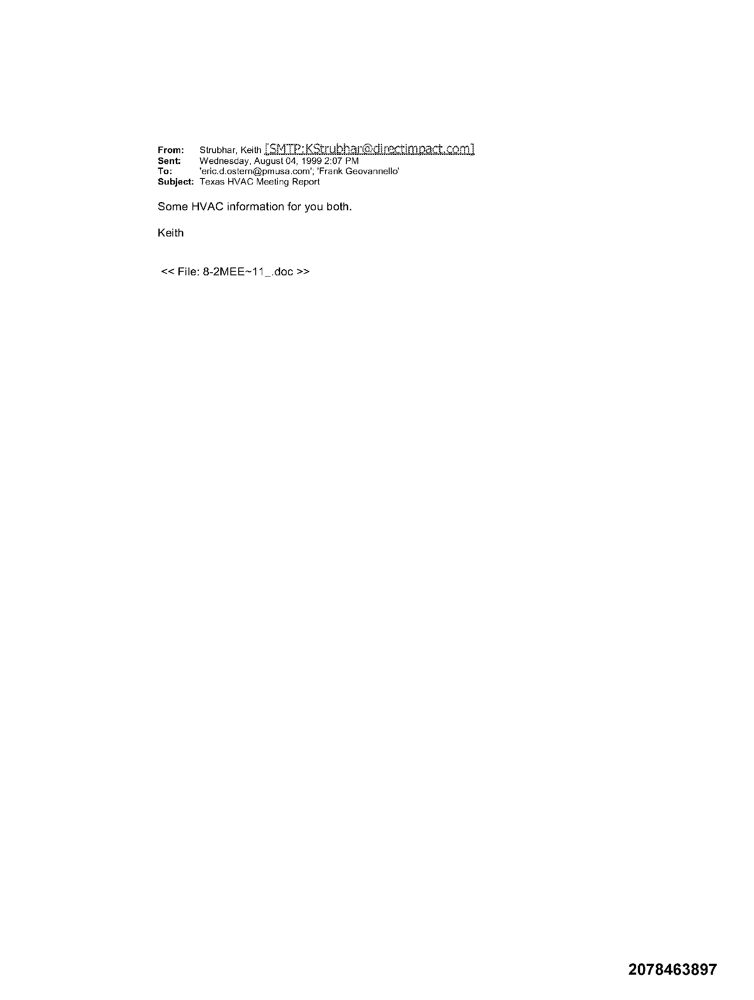 From: Strubhar, Keith [SMTP:KStrubhar@directimpact.com]
Sent: Wednesday, August 04, 1999 2:07 PM
To: 'eric.d.ostern@pmusa.com'; 'Frank Geovannello'
Subject: Texas HVAC Meeting Report
Some HVAC information for you both.
Keith
<< File: 8-2MEE~11_.doc >>
2078463897